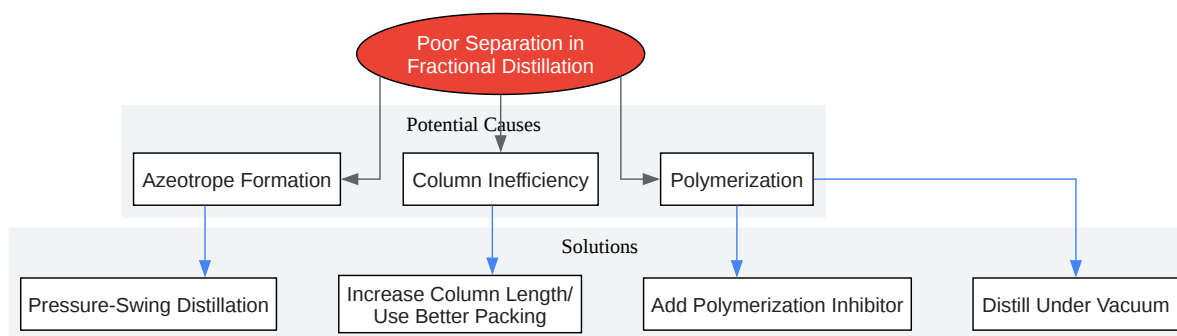 Poor Separation in
Fractional Distillation
Potential Causes
Azeotrope Formation
Column Inefficiency
Polymerization
Solutions
Pressure-Swing Distillation
Increase Column Length/
Use Better Packing
Add Polymerization Inhibitor
Distill Under Vacuum